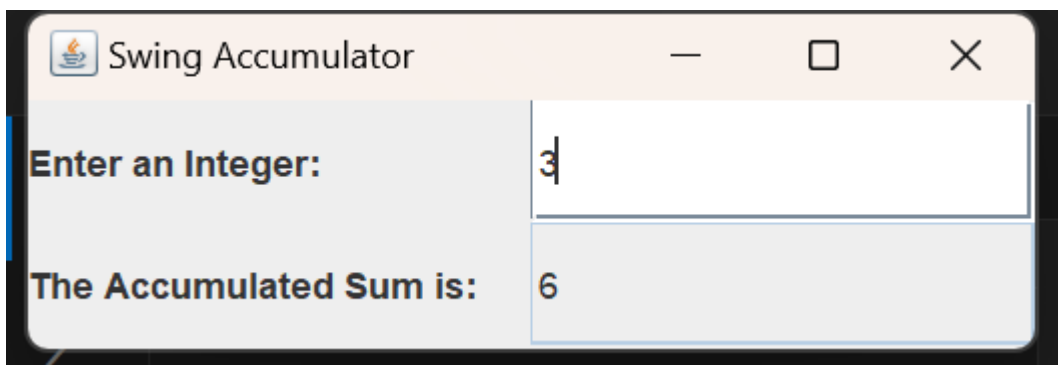 Swing Accumulator
Enter an Integer: 3
The Accumulated Sum is: 6